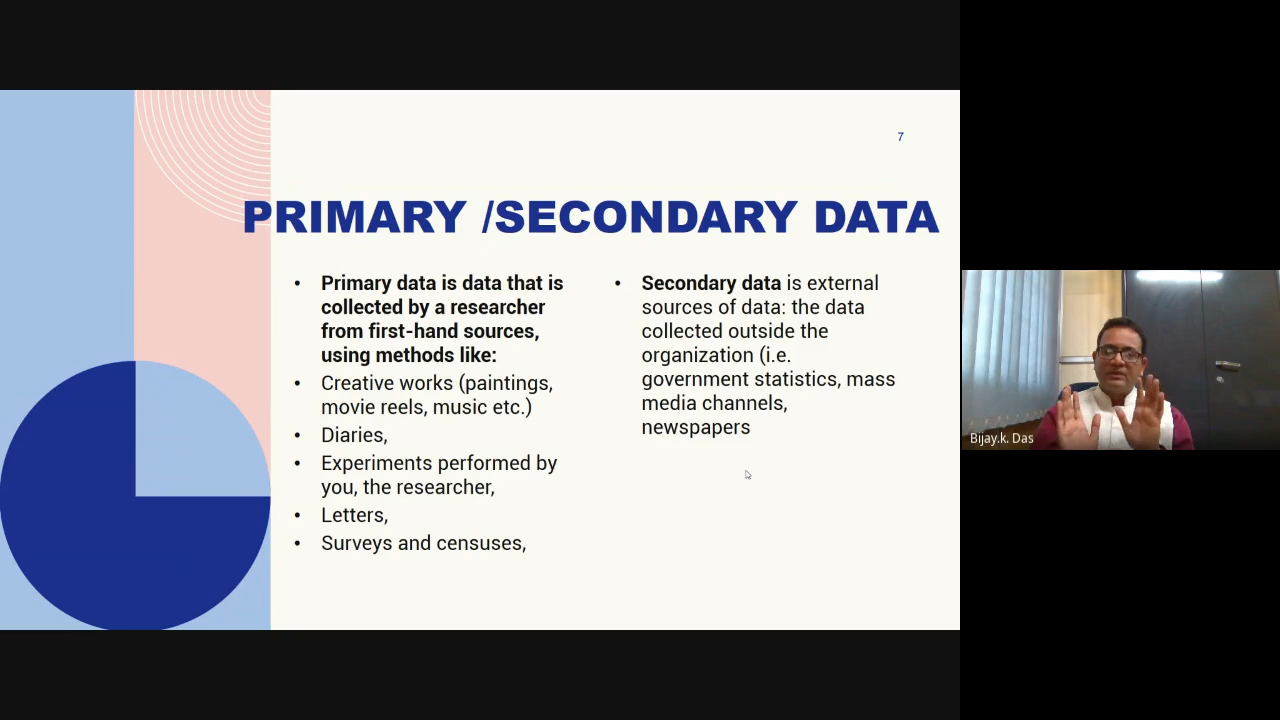 7
PRIMARY /SECONDARY DATA
• Primary data is data that is
collected by a researcher
from first-hand sources,
using methods like:
• Creative works (paintings,
movie reels, music etc.)
• Diaries,
• Experiments performed by
you, the researcher,
• Letters,
• Surveys and censuses,
• Secondary data is external
sources of data: the data
collected outside the
organization (i.e.
government statistics, mass
media channels,
newspapers
Bijay.k. Das